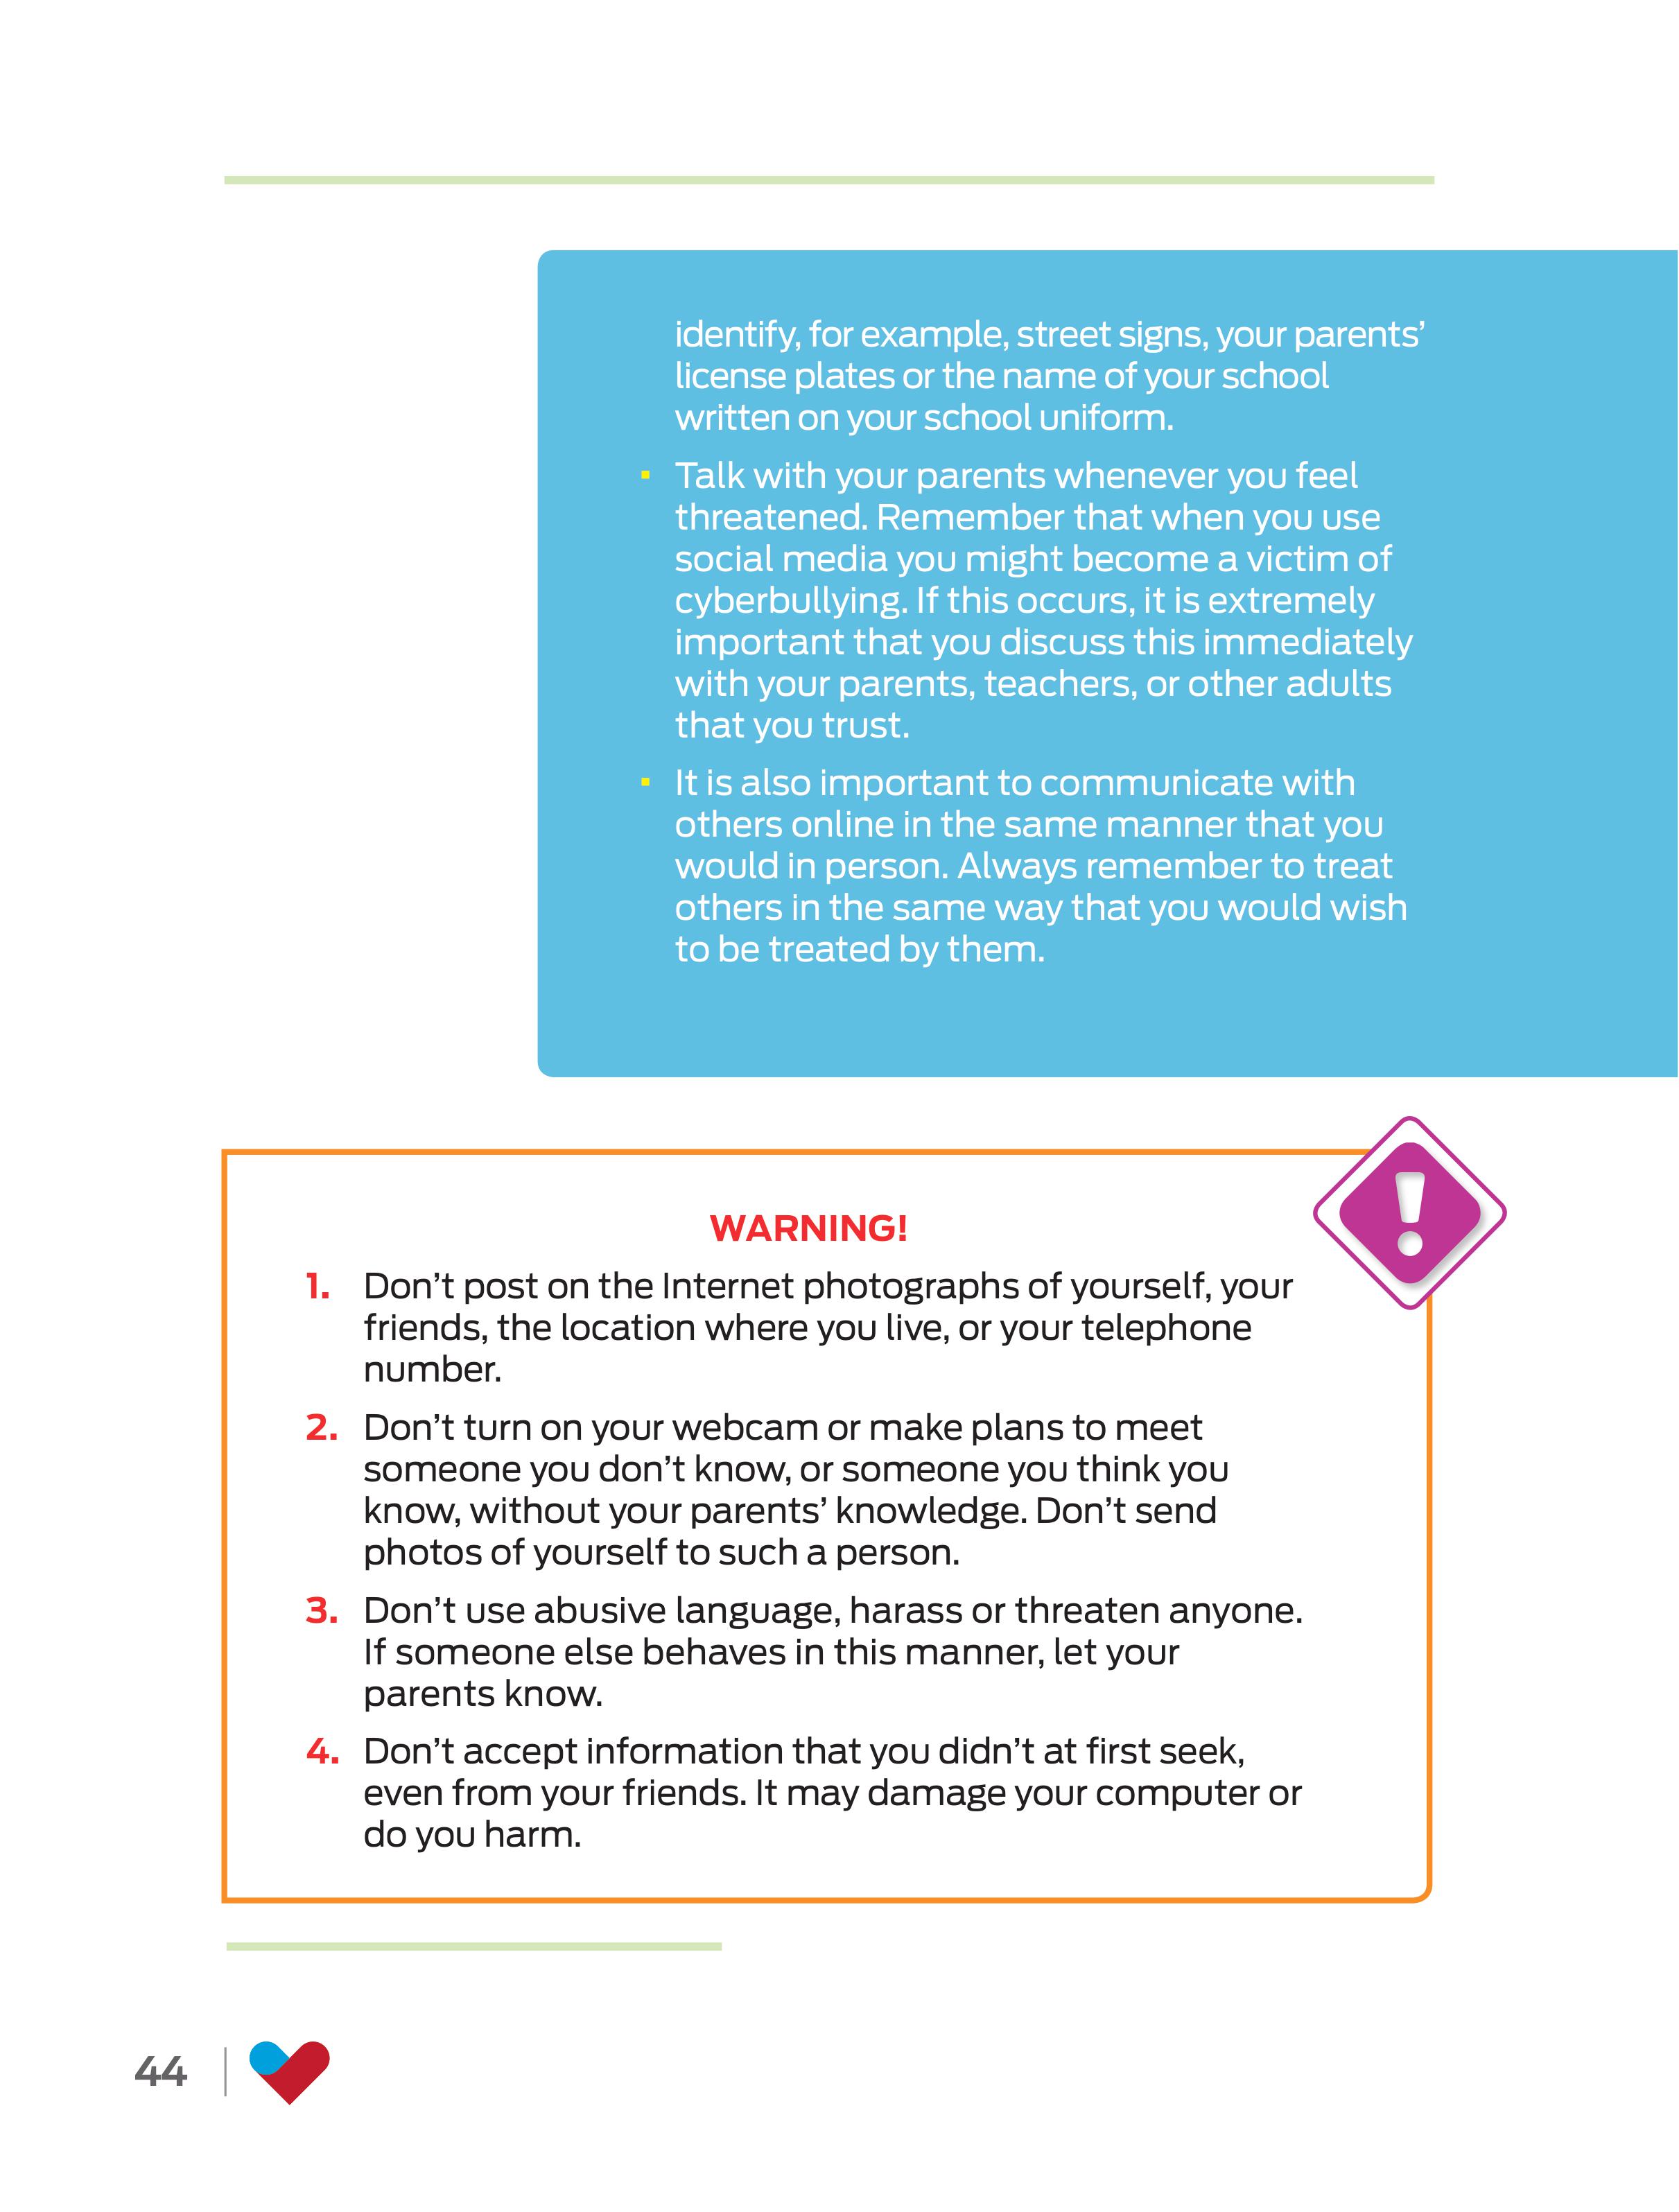 identify, for example, street signs, your parents’
license plates or the name of your school
written on your school uniform.
▪ Talk with your parents whenever you feel
threatened. Remember that when you use
social media you might become a victim of
cyberbullying. If this occurs, it is extremely
important that you discuss this immediately
with your parents, teachers, or other adults
that you trust.
▪ It is also important to communicate with
others online in the same manner that you
would in person. Always remember to treat
others in the same way that you would wish
to be treated by them.
!
WARNING!
1. Don’t post on the Internet photographs of yourself, your
friends, the location where you live, or your telephone
number.
2. Don’t turn on your webcam or make plans to meet
someone you don’t know, or someone you think you
know, without your parents’ knowledge. Don’t send
photos of yourself to such a person.
3. Don’t use abusive language, harass or threaten anyone.
If someone else behaves in this manner, let your
parents know.
4. Don’t accept information that you didn’t at first seek,
even from your friends. It may damage your computer or
do you harm.
44